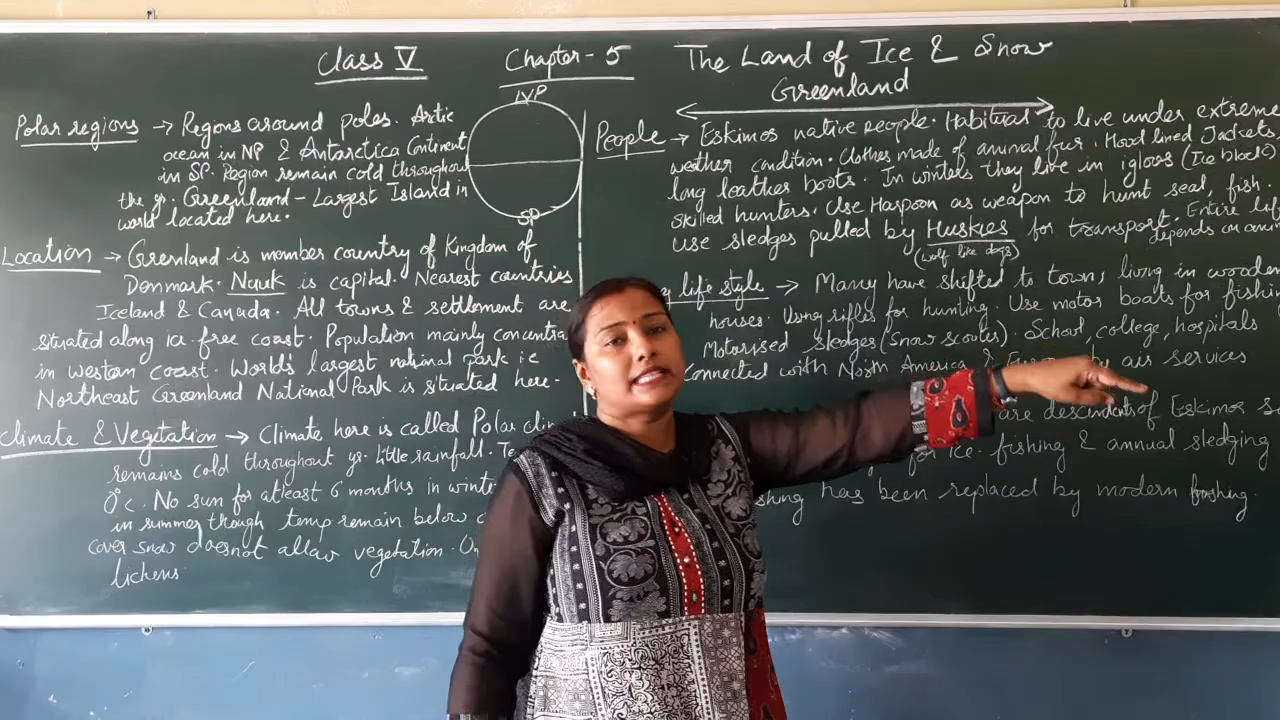 Class V
Chapter - 5
The Land of Ice & Snow
Greenland
NP
SP
Polar regions → Regions around poles. Arctic
ocean in NP & Antarctica Continent
in SP. Region remain cold throughout
the yr. Greenland - Largest Island in
world located here.
Location → Greenland is member country of Kingdom of
Denmark. Nuuk is capital. Nearest countries
Iceland & Canada. All towns & settlement are
situated along ice free coast. Population mainly concentra
in western coast. World's largest national park ie
Northeast Greenland National Park is situated here.
Climate & Vegetation → Climate here is called Polar
remains cold throughout yr. Little rainfall.
0°c. No sun for atleast 6 months in
in summer though temp remain below
cover snow doesnot allow vegetation.
lichens
People → Eskimos native people. Habitual to live under extreme
weather condition. Clothes made of animal fur. Hood lined Jackets
long leather boots. In winters they live in igloos (Ice block)
skilled hunters. Use Harpoon as weapon to hunt seal, fish.
use sledges pulled by Huskies for transport. Entire
(wolf like dogs) depends on
life style → Many have shifted to town, living in wooden
houses. Using rifles for hunting. Use motor boats for
Motorised sledges (Snow scooter). School, college, hospitals
Connected with North America & by air services
are descendents of Eskimos
for ice. fishing & annual sledging
shing has been replaced by modern fishing.